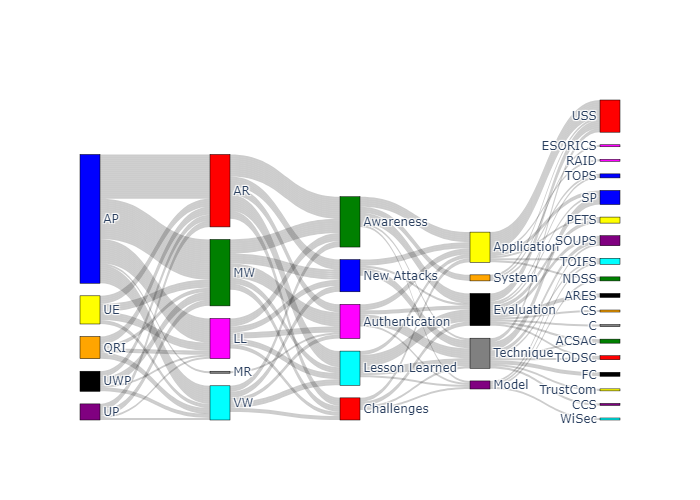 AP
UE
QRI
UWP
UP
AR
MW
LL
MR
VW
Awareness
New Attacks
Authentication
Lesson Learned
Challenges
Application
System
Evaluation
Technique
Model
USS
ESORICS
RAID
TOPS
SP
PETS
SOUPS
TOIFS
NDSS
ARES
CS
C
ACSAC
TODSC
FC
TrustCom
CCS
WiSec